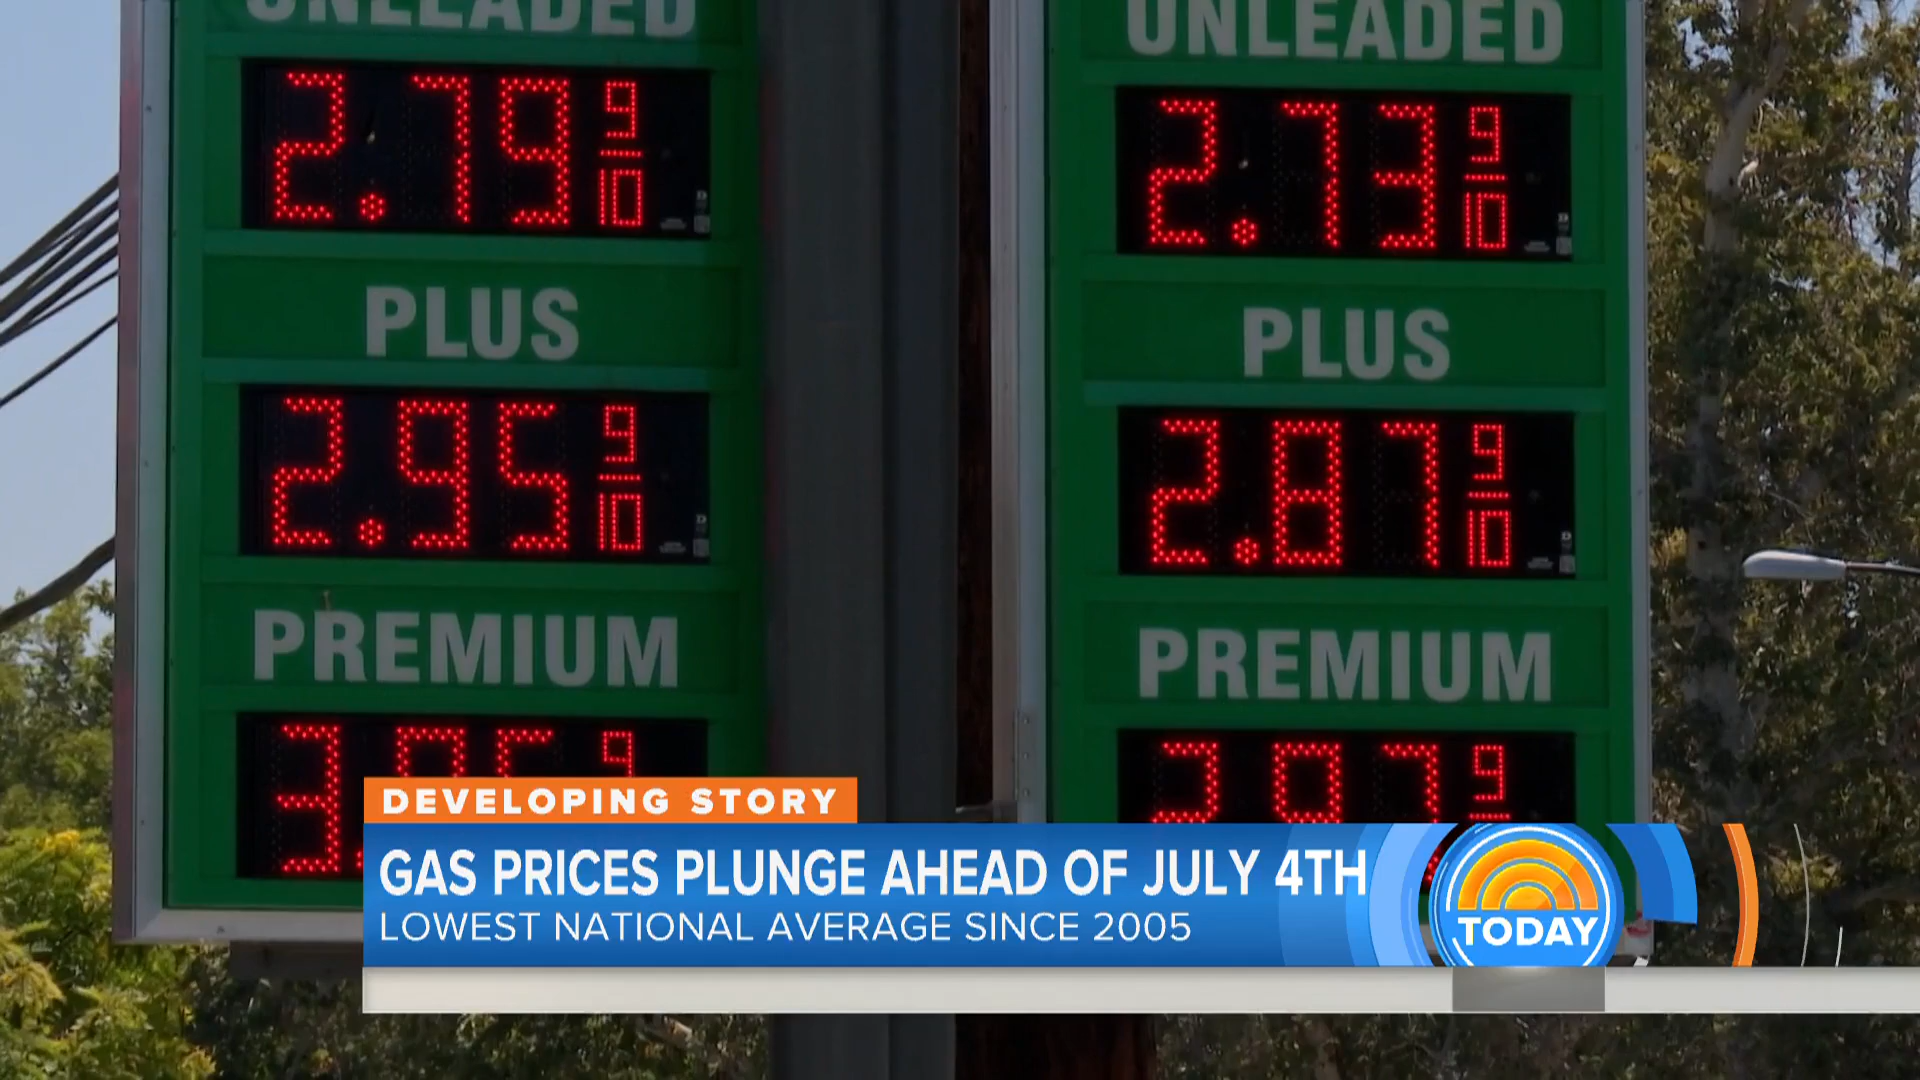 UNLEADED
2.79 9/10
PLUS
2.95 9/10
PREMIUM
UNLEADED
2.73 9/10
PLUS
2.87 9/10
PREMIUM
DEVELOPING STORY
GAS PRICES PLUNGE AHEAD OF JULY 4TH
LOWEST NATIONAL AVERAGE SINCE 2005
TODAY